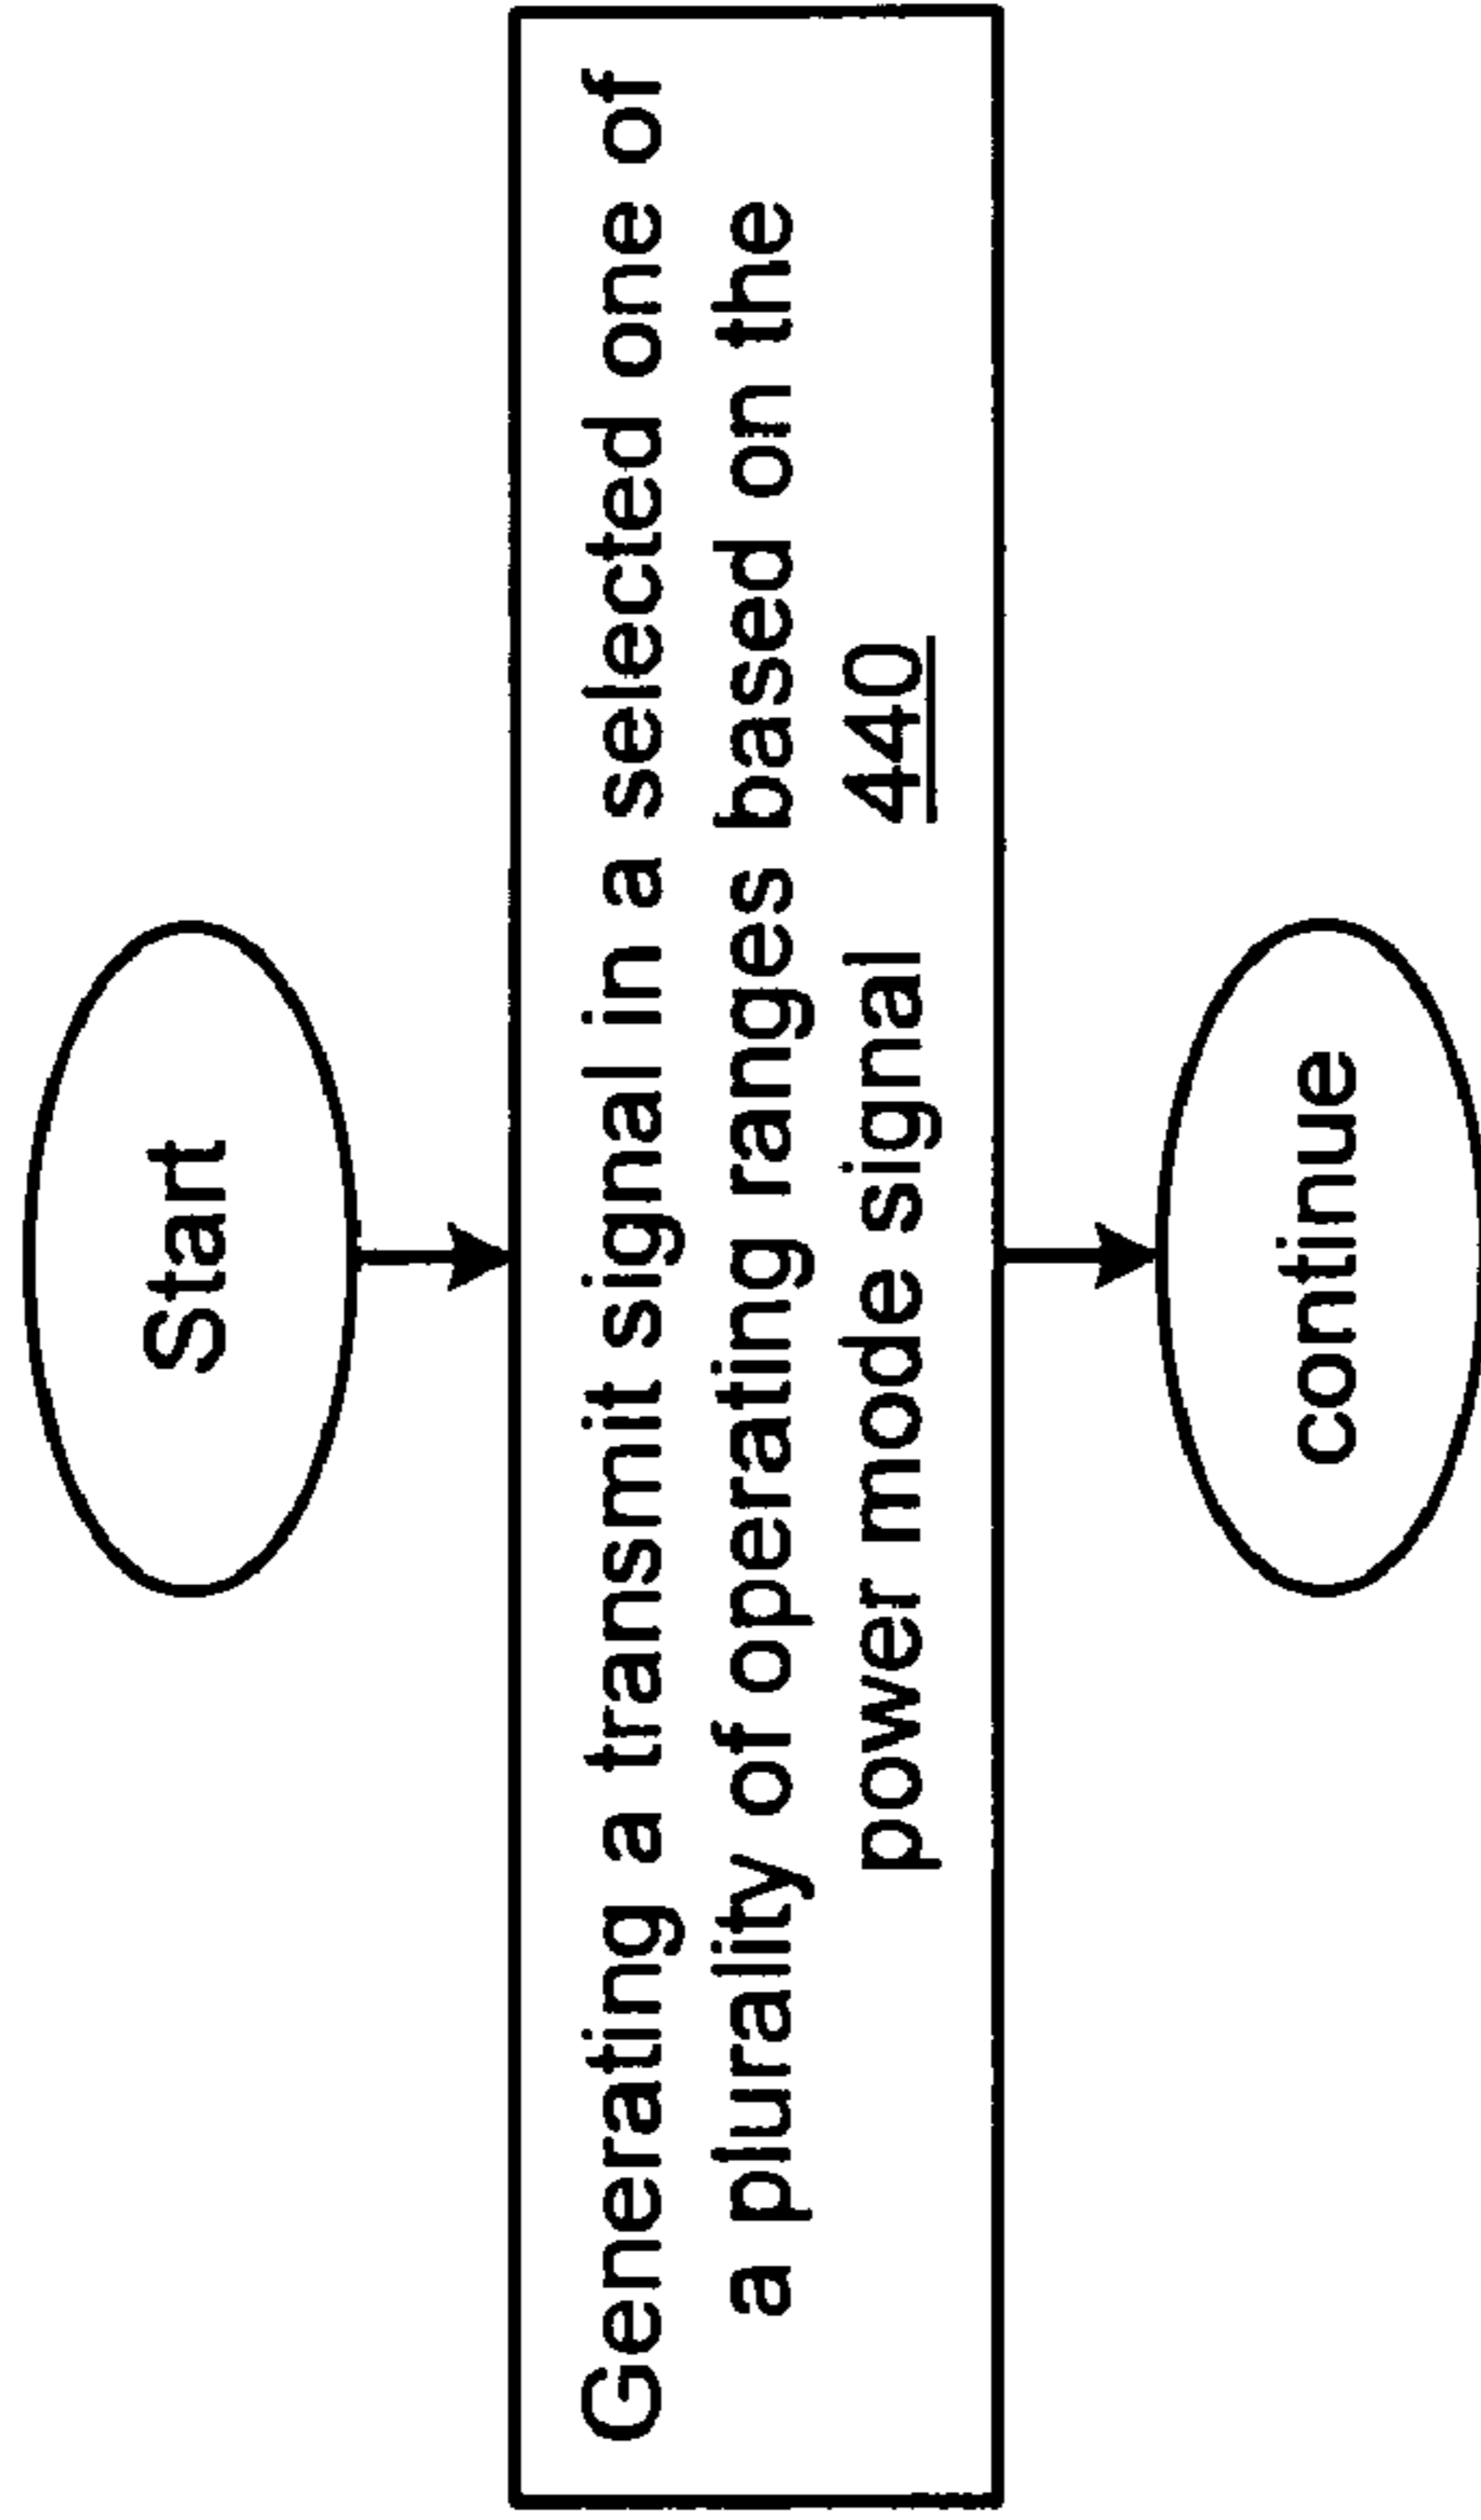 Start
Generating a transmit signal in a selected one of
a plurality of operating ranges based on the
power mode signal 440
continue